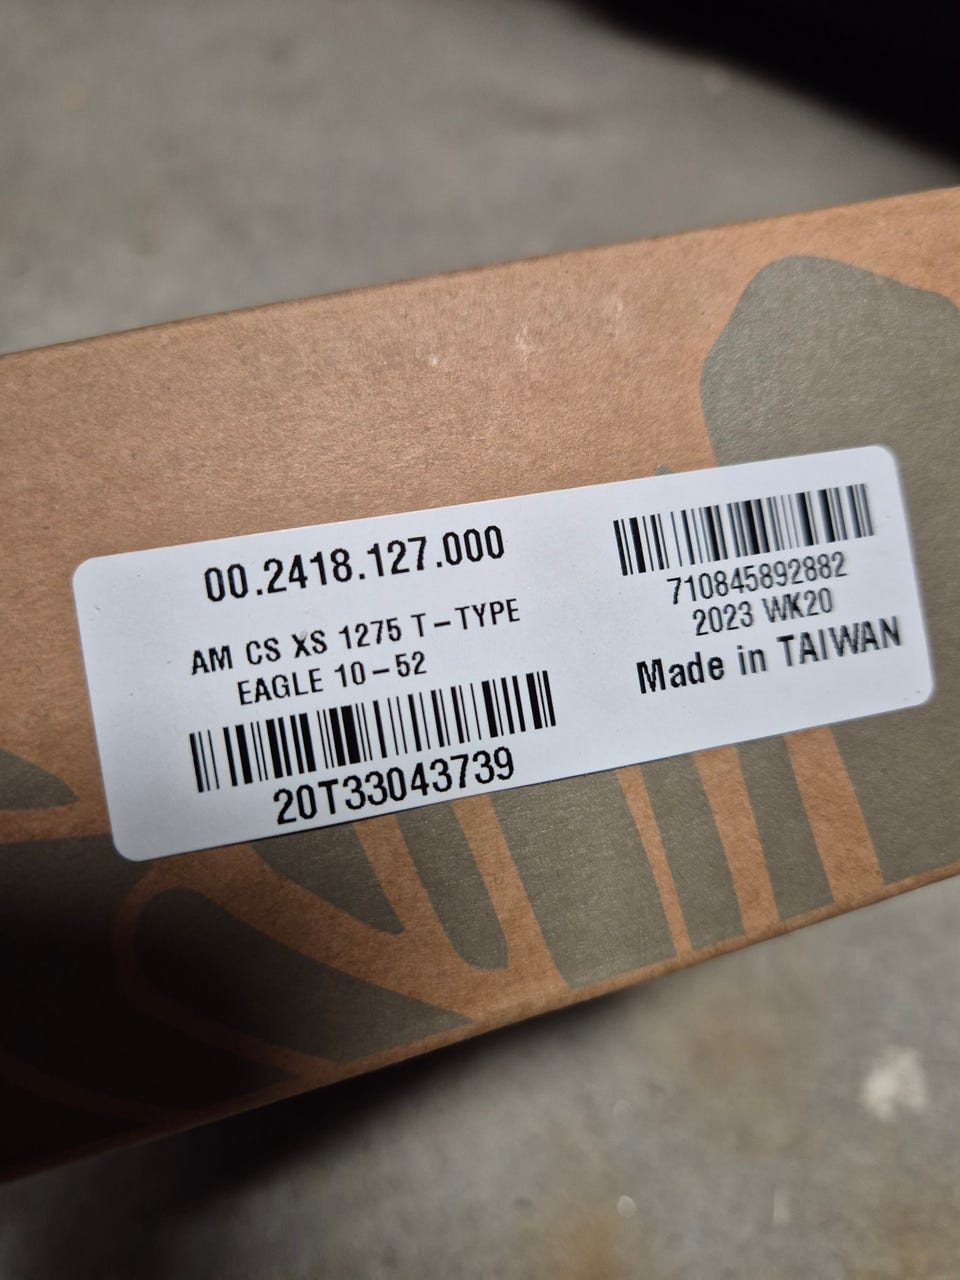 00.2418.127.000
AM CS XS 1275 T-TYPE
EAGLE 10-52
20T33043739
710845892882
2023 WK20
Made in TAIWAN